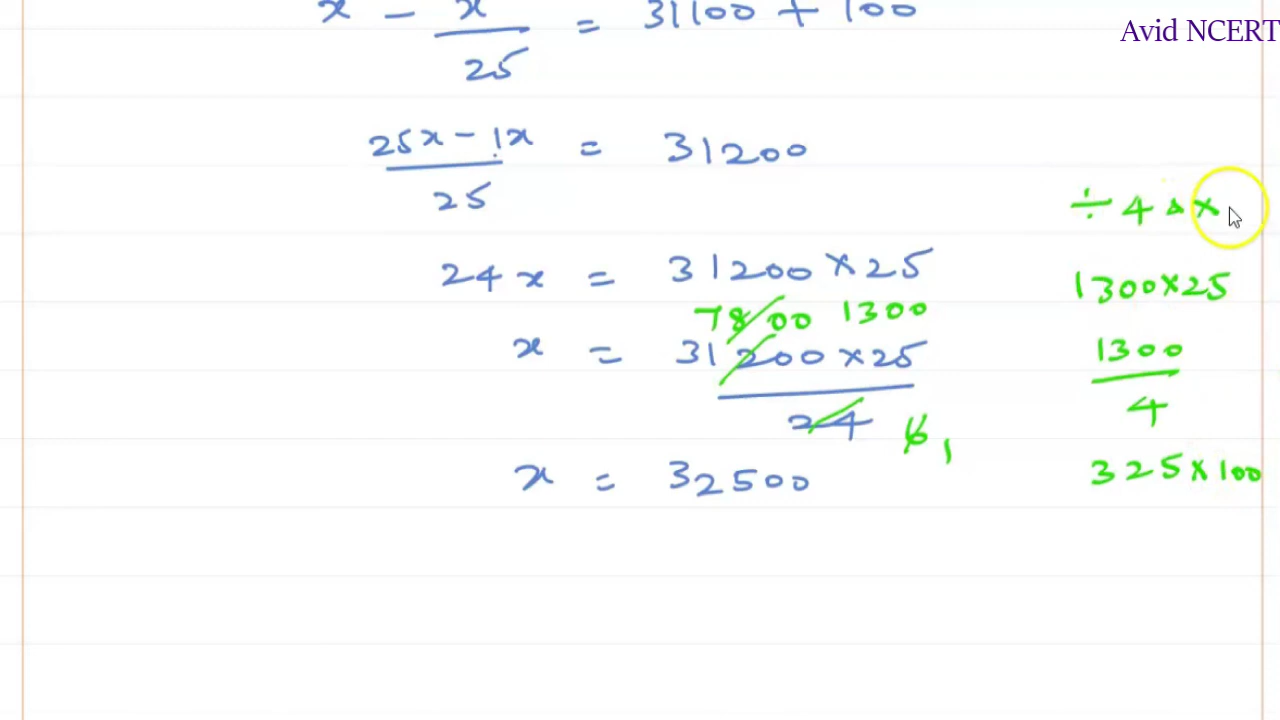 Avid NCERT
x - x/25 = 31100 + 100
25x - 1x/25 = 31200
÷ 4 & x
24x = 31200 × 25
1300×25
7800 1300
x = 31200 × 25/24 6 1
1300/4
x = 32500
325×100